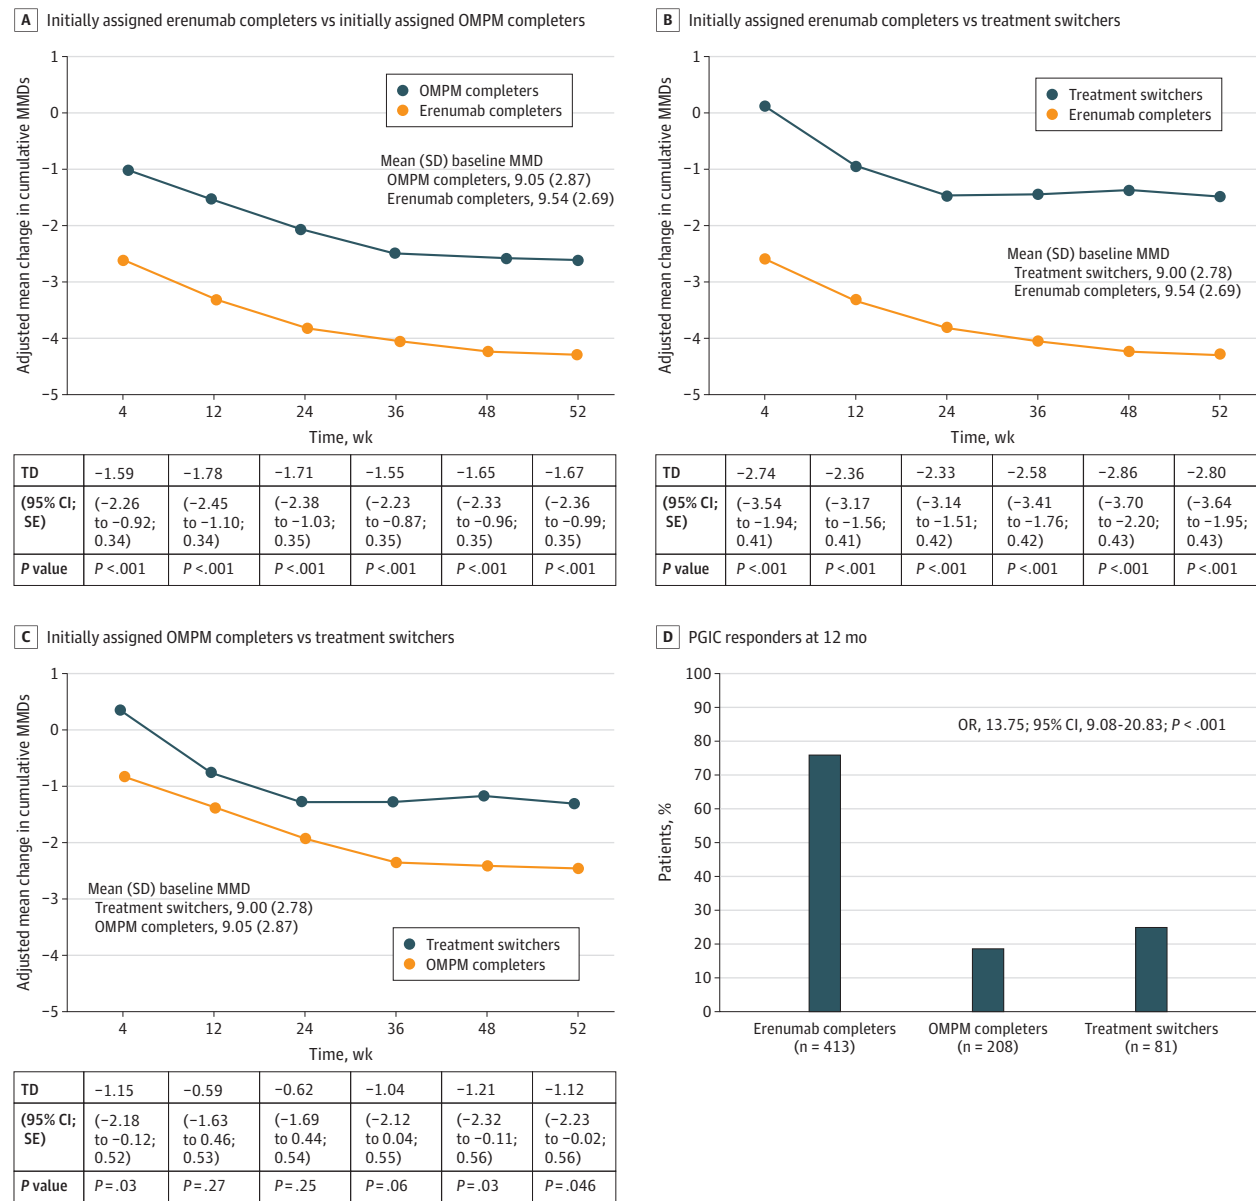 A Initially assigned erenumab completers vs initially assigned OMPM completers
Adjusted mean change in cumulative MMDs
1
0
−1
−2
−3
−4
−5
OMPM completers
Erenumab completers
Mean (SD) baseline MMD
OMPM completers, 9.05 (2.87)
Erenumab completers, 9.54 (2.69)
4 12 24 36 48 52
Time, wk
TD −1.59 −1.78 −1.71 −1.55 −1.65 −1.67
(95% CI; (−2.26 (−2.45 (−2.38 (−2.23 (−2.33 (−2.36
SE) to −0.92; to −1.10; −1.03; to −0.87; to −0.96; −0.99;
0.34) 0.34) 0.35) 0.35) 0.35) 0.35)
P value P <.001 P <.001 P <.001 P <.001 P <.001 P <.001
B Initially assigned erenumab completers vs treatment switchers
Adjusted mean change in cumulative MMDs
1
0
−1
−2
−3
−4
−5
Treatment switchers
Erenumab completers
Mean (SD) baseline MMD
Treatment switchers, 9.00 (2.78)
Erenumab completers, 9.54 (2.69)
4 12 24 36 48 52
Time, wk
TD −2.74 −2.36 −2.33 −2.58 −2.86 −2.80
(95% CI; (−3.54 (−3.17 (−3.14 (−3.41 (−3.70 (−3.64
SE) to −1.94; to −1.56; to −1.51; to −1.76; to −2.20; to −1.95;
0.41) 0.41) 0.42) 0.42) 0.43) 0.43)
P value P <.001 P <.001 P <.001 P <.001 P <.001 P <.001
C Initially assigned OMPM completers vs treatment switchers
Adjusted mean change in cumulative MMDs
1
0
−1
−2
−3
−4
−5
Mean (SD) baseline MMD
Treatment switchers, 9.00 (2.78)
OMPM completers, 9.05 (2.87)
Treatment switchers
OMPM completers
4 12 24 36 48 52
Time, wk
TD −1.15 −0.59 −0.62 −1.04 −1.21 −1.12
(95% CI; (−2.18 (−1.63 (−1.69 (−2.12 (−2.32 (−2.23
SE) to −0.12; to 0.46; to 0.44; to 0.04; to −0.11; to −0.02;
0.52) 0.53) 0.54) 0.55) 0.56) 0.56)
P value P=.03 P=.27 P=.25 P=.06 P=.03 P=.046
D PGIC responders at 12 mo
Patients, %
100
90
80
70
60
50
40
30
20
10
0
OR, 13.75; 95% CI, 9.08-20.83; P < .001
Erenumab completers OMPM completers Treatment switchers
(n = 413) (n = 208) (n = 81)